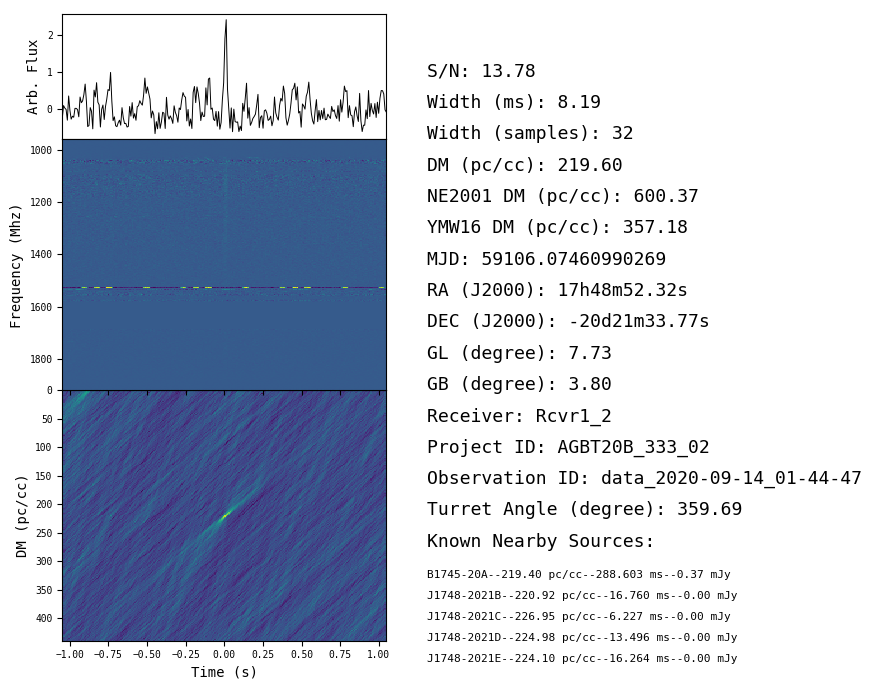 2
1
0
Arb. Flux
1000
1200
1400
1600
1800
Frequency (Mhz)
0
50
100
150
200
250
300
350
400
DM (pc/cc)
−1.00 −0.75 −0.50 −0.25 0.00 0.25 0.50 0.75 1.00
Time (s)
S/N: 13.78
Width (ms): 8.19
Width (samples): 32
DM (pc/cc): 219.60
NE2001 DM (pc/cc): 600.37
YMW16 DM (pc/cc): 357.18
MJD: 59106.07460990269
RA (J2000): 17h48m52.32s
DEC (J2000): -20d21m33.77s
GL (degree): 7.73
GB (degree): 3.80
Receiver: Rcvr1_2
Project ID: AGBT20B_333_02
Observation ID: data_2020-09-14_01-44-47
Turret Angle (degree): 359.69
Known Nearby Sources:
B1745-20A--219.40 pc/cc--288.603 ms--0.37 mJy
J1748-2021B--220.92 pc/cc--16.760 ms--0.00 mJy
J1748-2021C--226.95 pc/cc--6.227 ms--0.00 mJy
J1748-2021D--224.98 pc/cc--13.496 ms--0.00 mJy
J1748-2021E--224.10 pc/cc--16.264 ms--0.00 mJy